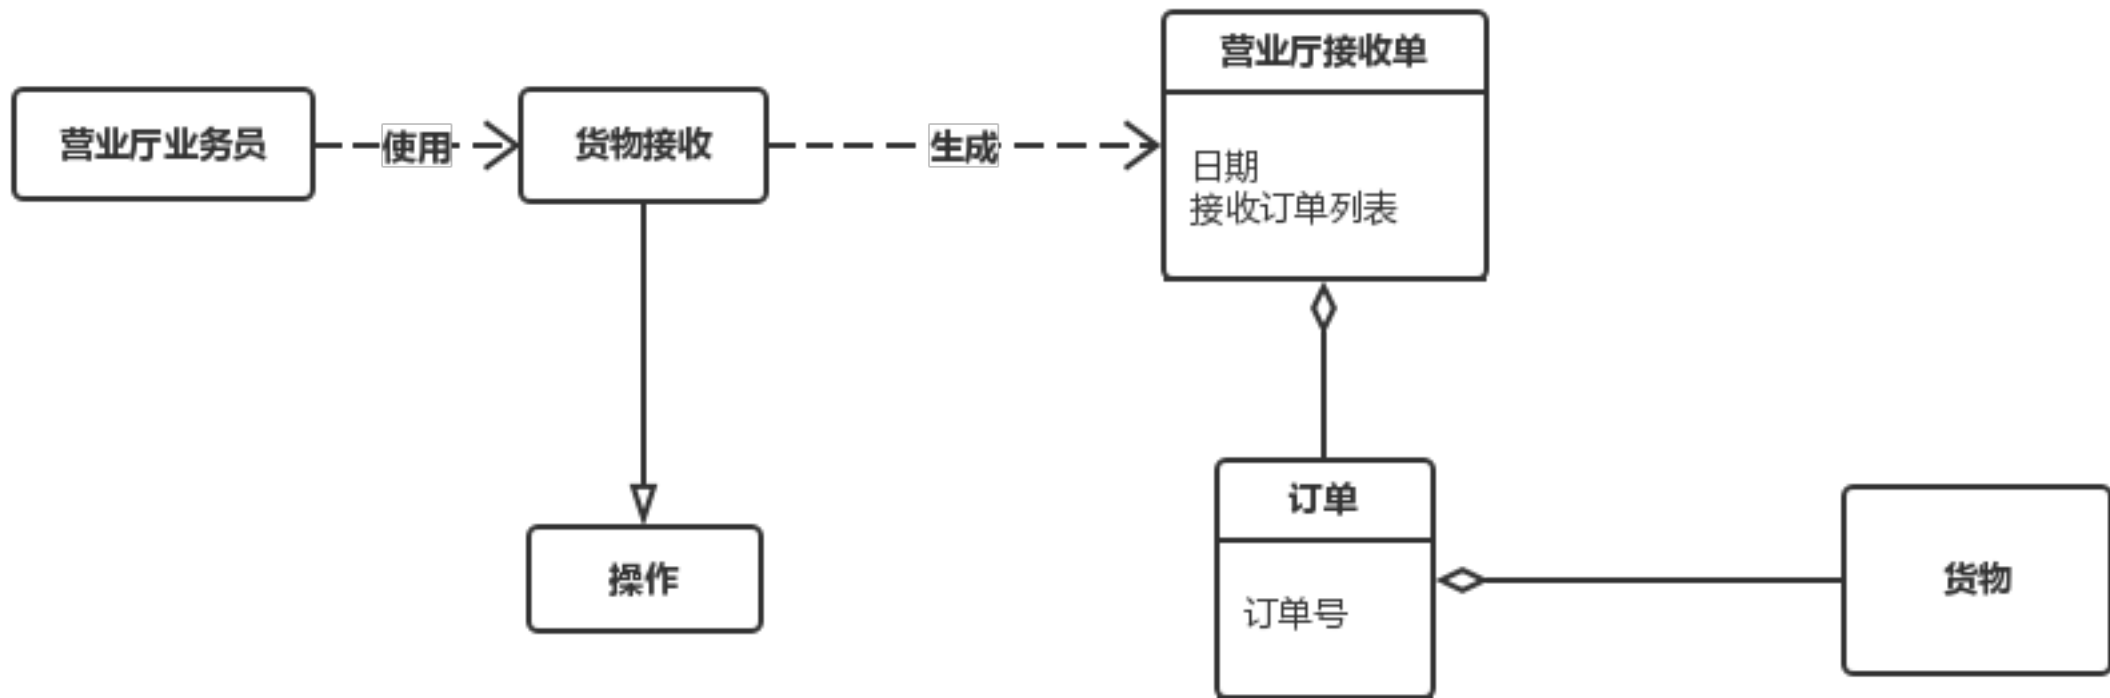 营业厅接收单
营业厅业务员
使用
货物接收
生成
日期
接收订单列表
订单
操作
货物
订单号